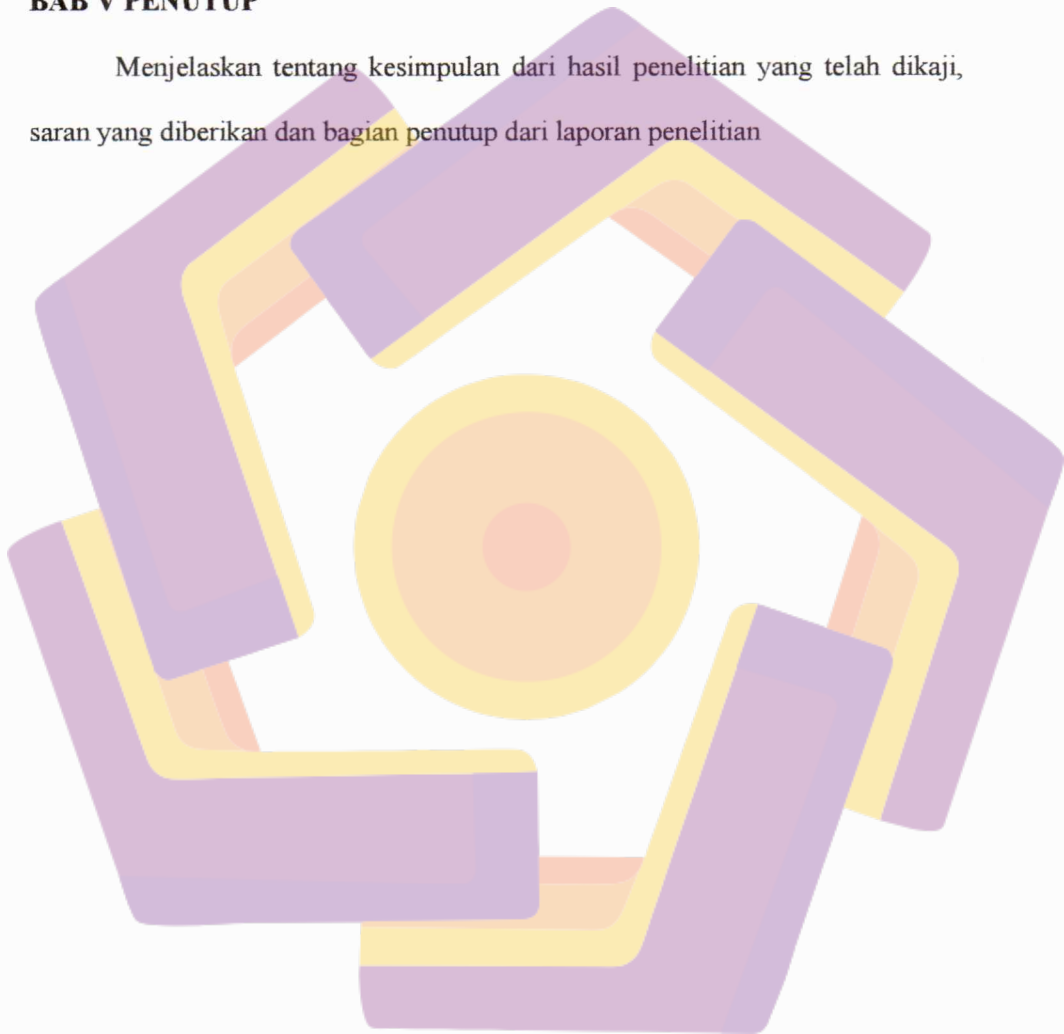 BAB V PENUTUP
Menjelaskan tentang kesimpulan dari hasil penelitian yang telah dikaji,
saran yang diberikan dan bagian penutup dari laporan penelitian